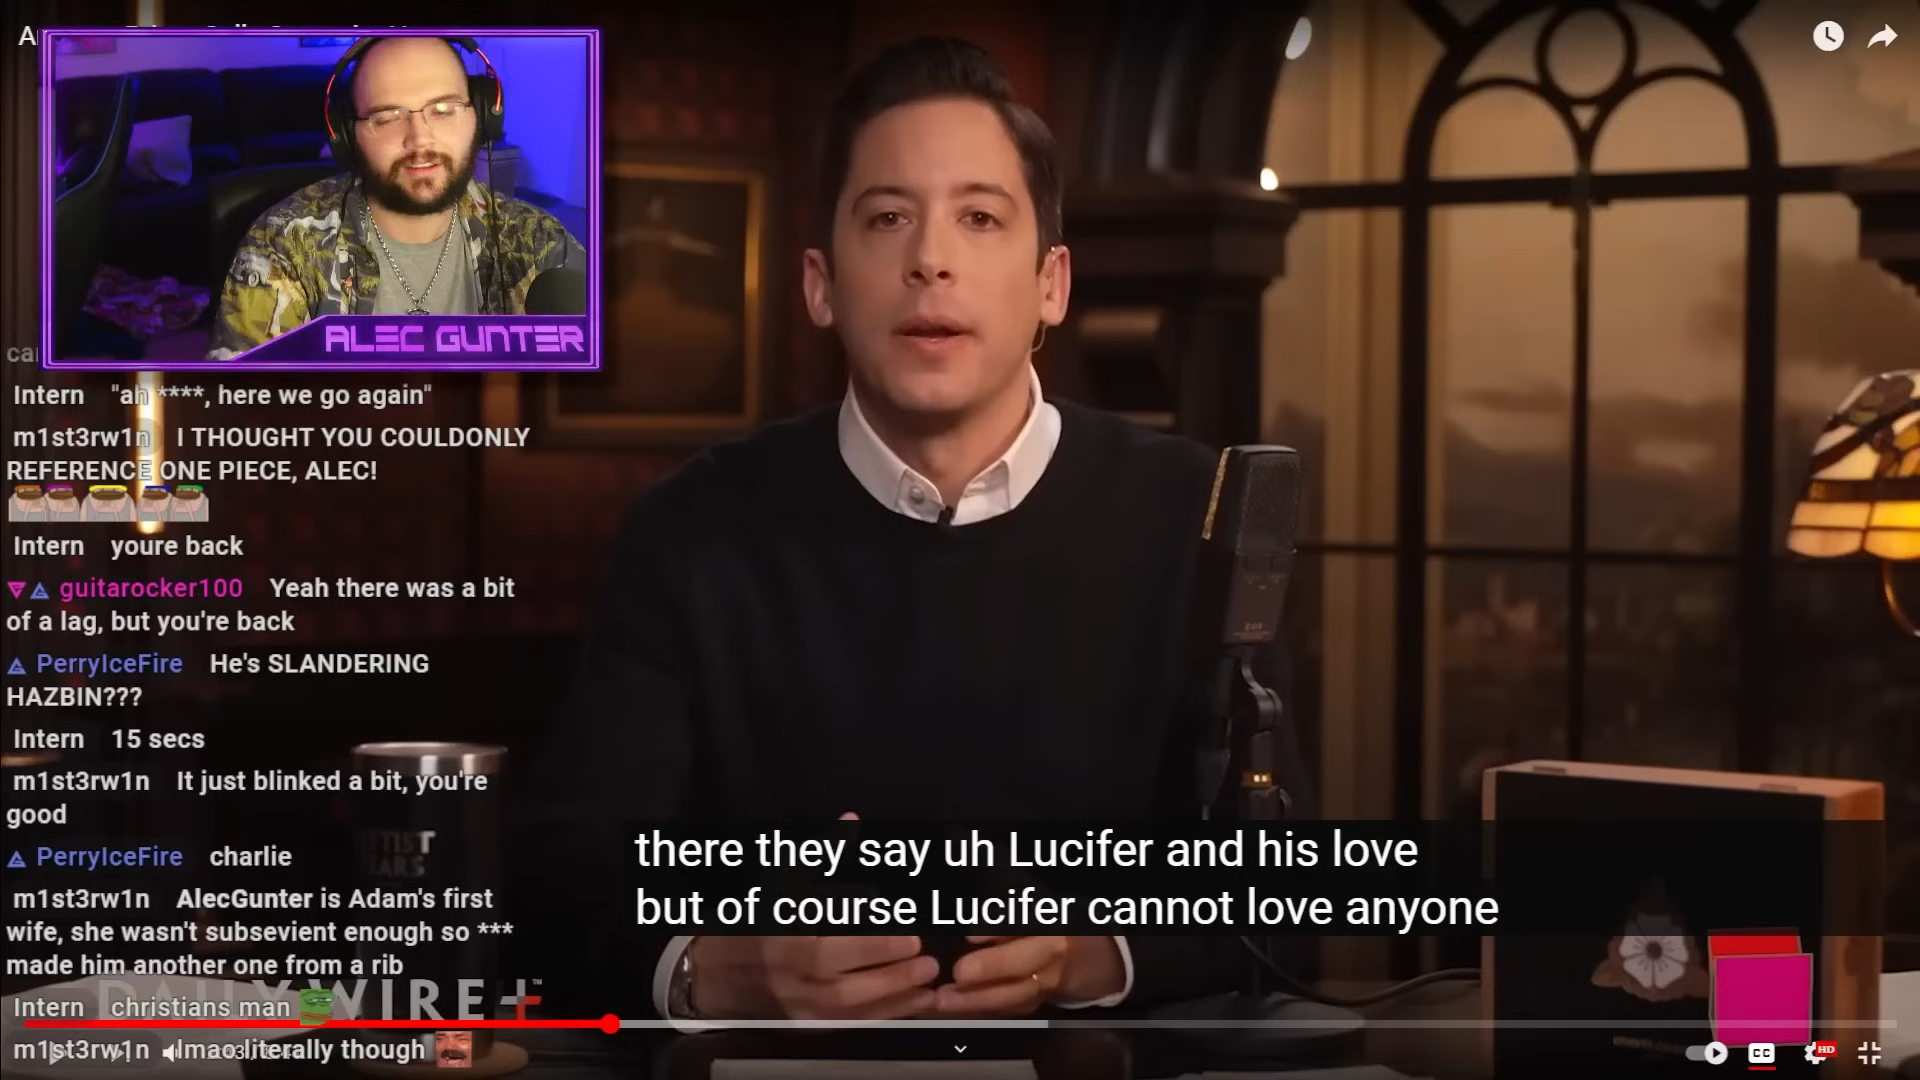 ALEC GUNTER
Intern "ah ****, here we go again"
m1st3rw1n I THOUGHT YOU COULDONLY
REFERENCE ONE PIECE, ALEC!
Intern youre back
guitarocker100 Yeah there was a bit
of a lag, but you're back
PerryIceFire He's SLANDERING
HAZBIN???
Intern 15 secs
m1st3rw1n It just blinked a bit, you're
good
PerryIceFire charlie
m1st3rw1n AlecGunter is Adam's first
wife, she wasn't subsevient enough so ***
made him another one from a rib
Intern christians man
m1st3rw1n lmao literally though
there they say uh Lucifer and his love
but of course Lucifer cannot love anyone
WIRE+
CC
HD